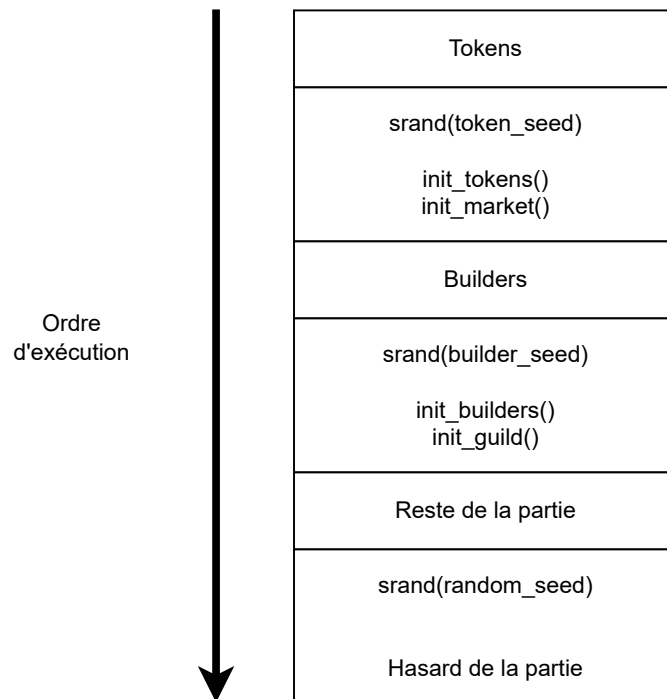 Tokens
srand(token_seed)
init_tokens()
init_market()
Builders
Ordre
d'exécution
srand(builder_seed)
init_builders()
init_guild()
Reste de la partie
srand(random_seed)
Hasard de la partie